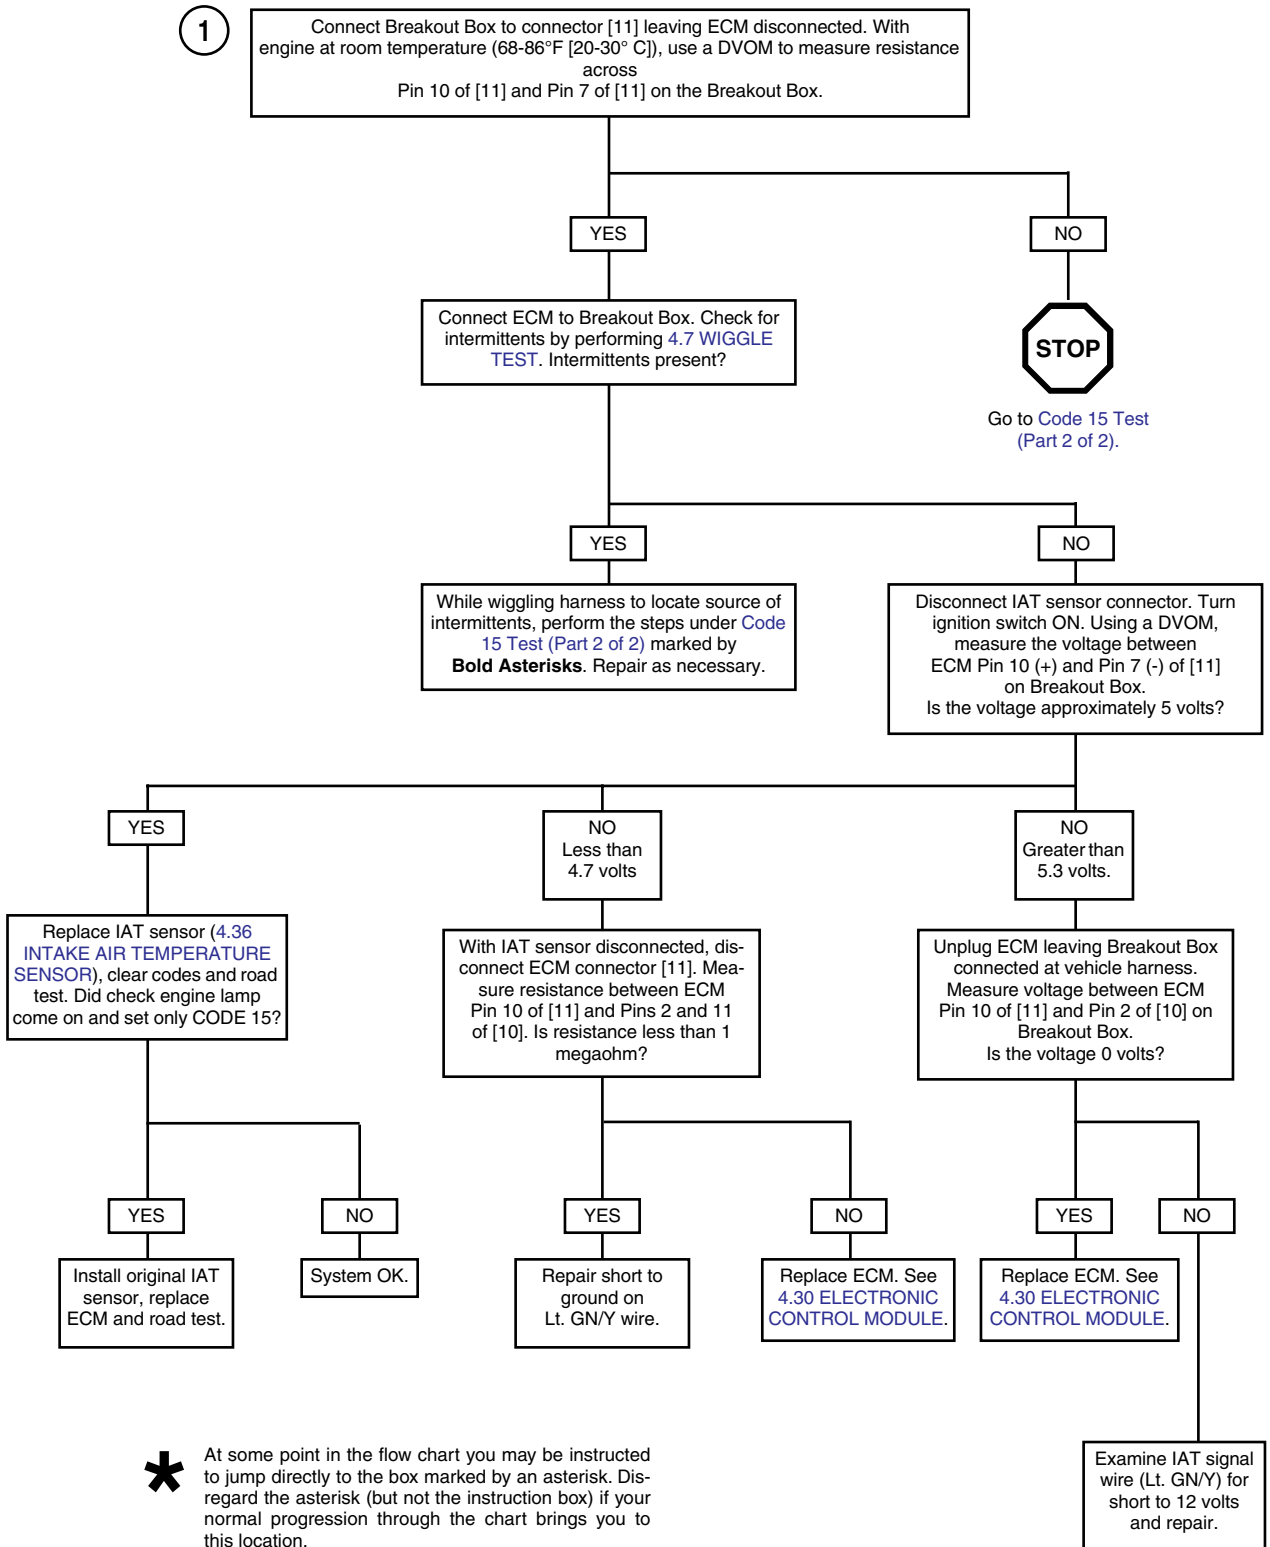 1
Connect Breakout Box to connector [11] leaving ECM disconnected. With
engine at room temperature (68-86°F [20-30° C]), use a DVOM to measure resistance
across
Pin 10 of [11] and Pin 7 of [11] on the Breakout Box.
YES
NO
Connect ECM to Breakout Box. Check for
intermittents by performing 4.7 WIGGLE
TEST. Intermittents present?
STOP
Go to Code 15 Test
(Part 2 of 2).
YES
NO
While wiggling harness to locate source of
intermittents, perform the steps under Code
15 Test (Part 2 of 2) marked by
Bold Asterisks. Repair as necessary.
Disconnect IAT sensor connector. Turn
ignition switch ON. Using a DVOM,
measure the voltage between
ECM Pin 10 (+) and Pin 7 (-) of [11]
on Breakout Box.
Is the voltage approximately 5 volts?
YES
NO
Less than
4.7 volts
NO
Greater than
5.3 volts.
Replace IAT sensor (4.36
INTAKE AIR TEMPERATURE
SENSOR), clear codes and road
test. Did check engine lamp
come on and set only CODE 15?
With IAT sensor disconnected, dis-
connect ECM connector [11]. Mea-
sure resistance between ECM
Pin 10 of [11] and Pins 2 and 11
of [10]. Is resistance less than 1
megaohm?
Unplug ECM leaving Breakout Box
connected at vehicle harness.
Measure voltage between ECM
Pin 10 of [11] and Pin 2 of [10] on
Breakout Box.
Is the voltage 0 volts?
YES
NO
YES
NO
YES
NO
Install original IAT
sensor, replace
ECM and road test.
System OK.
Repair short to
ground on
Lt. GN/Y wire.
Replace ECM. See
4.30 ELECTRONIC
CONTROL MODULE.
Replace ECM. See
4.30 ELECTRONIC
CONTROL MODULE.
Examine IAT signal
wire (Lt. GN/Y) for
short to 12 volts
and repair.
* At some point in the flow chart you may be instructed
to jump directly to the box marked by an asterisk. Dis-
regard the asterisk (but not the instruction box) if your
normal progression through the chart brings you to
this location.